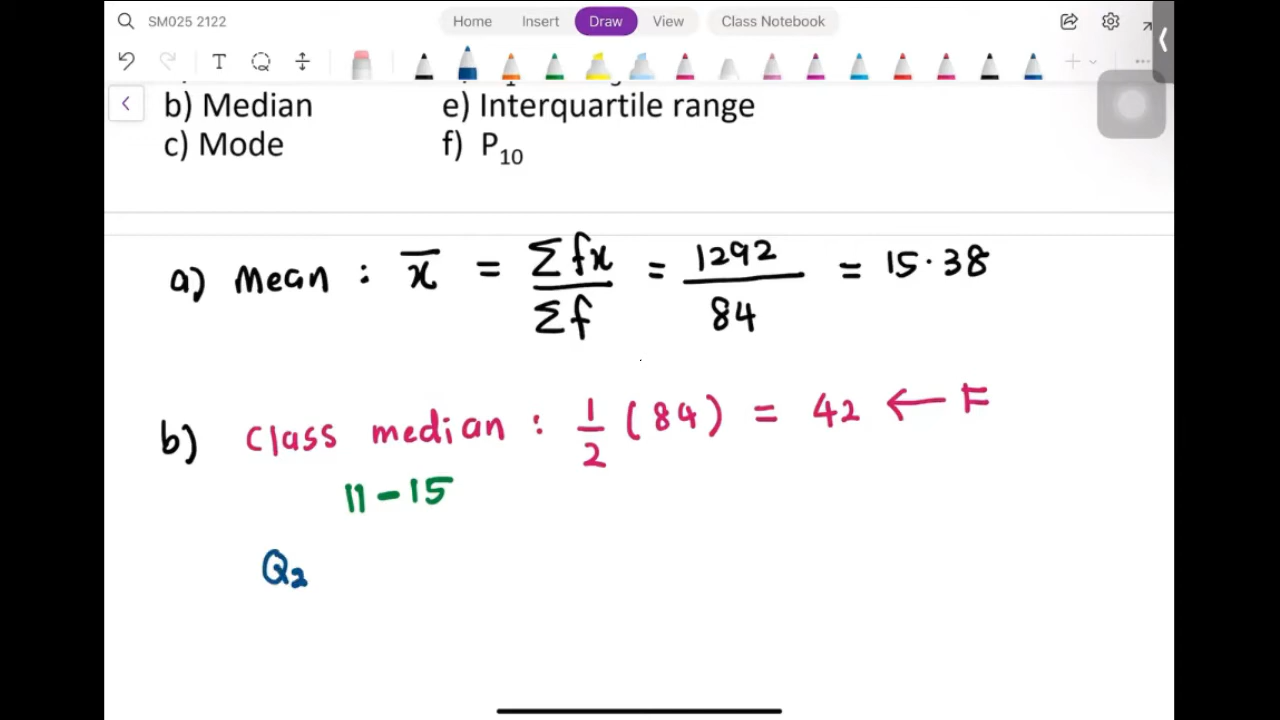 SM025 2122
Home Insert Draw View Class Notebook
b) Median e) Interquartile range
c) Mode f) P₁₀
a) Mean : x̄ = Σfx / Σf = 1292 / 84 = 15.38
b) Class median : 1/2 (84) = 42 ← F
11 - 15
Q₂